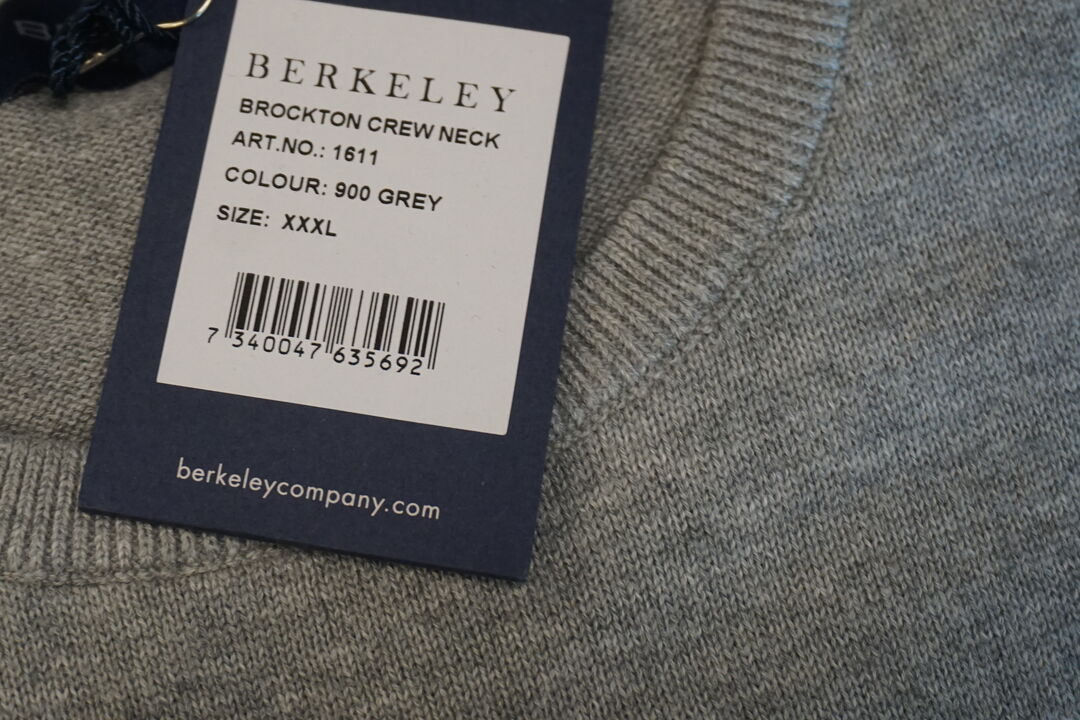 BERKELEY
BROCKTON CREW NECK
ART.NO.: 1611
COLOUR: 900 GREY
SIZE: XXXL
7 340047 635692
berkeleycompany.com